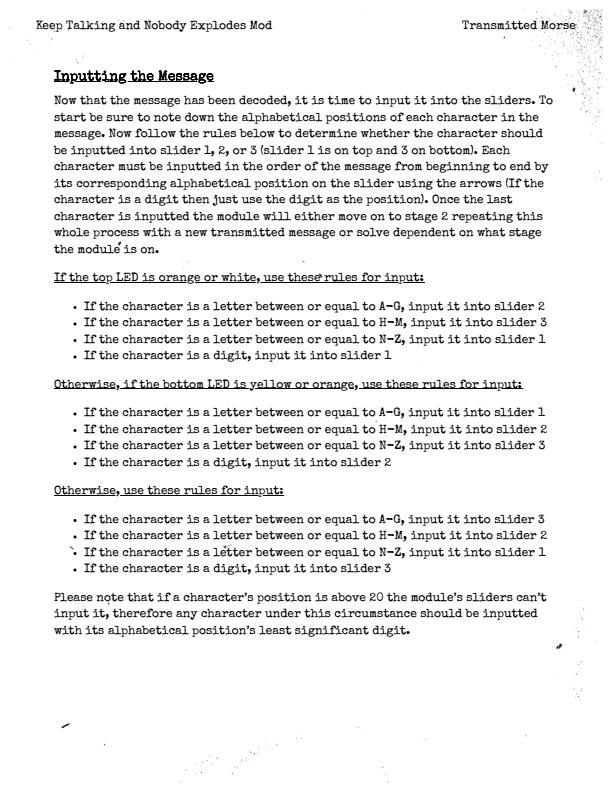 Keep Talking and Nobody Explodes Mod Transmitted Morse
Inputting the Message
Now that the message has been decoded, it is time to input it into the sliders. To
start be sure to note down the alphabetical positions of each character in the
message. Now follow the rules below to determine whether the character should
be inputted into slider 1, 2, or 3 (slider 1 is on top and 3 on bottom). Each
character must be inputted in the order of the message from beginning to end by
its corresponding alphabetical position on the slider using the arrows (If the
character is a digit then just use the digit as the position). Once the last
character is inputted the module will either move on to stage 2 repeating this
whole process with a new transmitted message or solve dependent on what stage
the module is on.
If the top LED is orange or white, use these rules for input:
• If the character is a letter between or equal to A-G, input it into slider 2
• If the character is a letter between or equal to H-M, input it into slider 3
• If the character is a letter between or equal to N-Z, input it into slider 1
• If the character is a digit, input it into slider 1
Otherwise, if the bottom LED is yellow or orange, use these rules for input:
• If the character is a letter between or equal to A-G, input it into slider 1
• If the character is a letter between or equal to H-M, input it into slider 2
• If the character is a letter between or equal to N-Z, input it into slider 3
• If the character is a digit, input it into slider 2
Otherwise, use these rules for input:
• If the character is a letter between or equal to A-G, input it into slider 3
• If the character is a letter between or equal to H-M, input it into slider 2
• If the character is a letter between or equal to N-Z, input it into slider 1
• If the character is a digit, input it into slider 3
Please note that if a character's position is above 20 the module's sliders can't
input it, therefore any character under this circumstance should be inputted
with its alphabetical position's least significant digit.